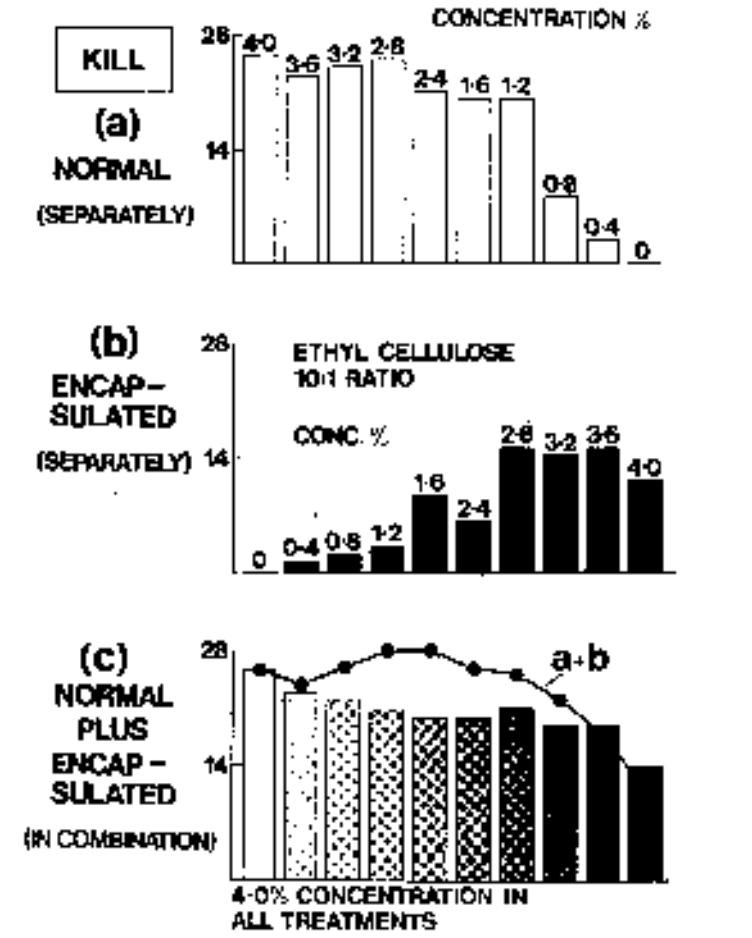 CONCENTRATION %
KILL
(a)
NORMAL
(SEPARATELY)
28
14
4·0
3·6
3·2
2·8
2·4
1·6
1·2
0·8
0·4
0
(b)
ENCAP-
SULATED
(SEPARATELY)
28
14
ETHYL CELLULOSE
10:1 RATIO
CONC. %
0
0·4
0·8
1·2
1·6
2·4
2·8
3·2
3·6
4·0
(c)
NORMAL
PLUS
ENCAP-
SULATED
(IN COMBINATION)
28
14
a+b
4·0% CONCENTRATION IN
ALL TREATMENTS